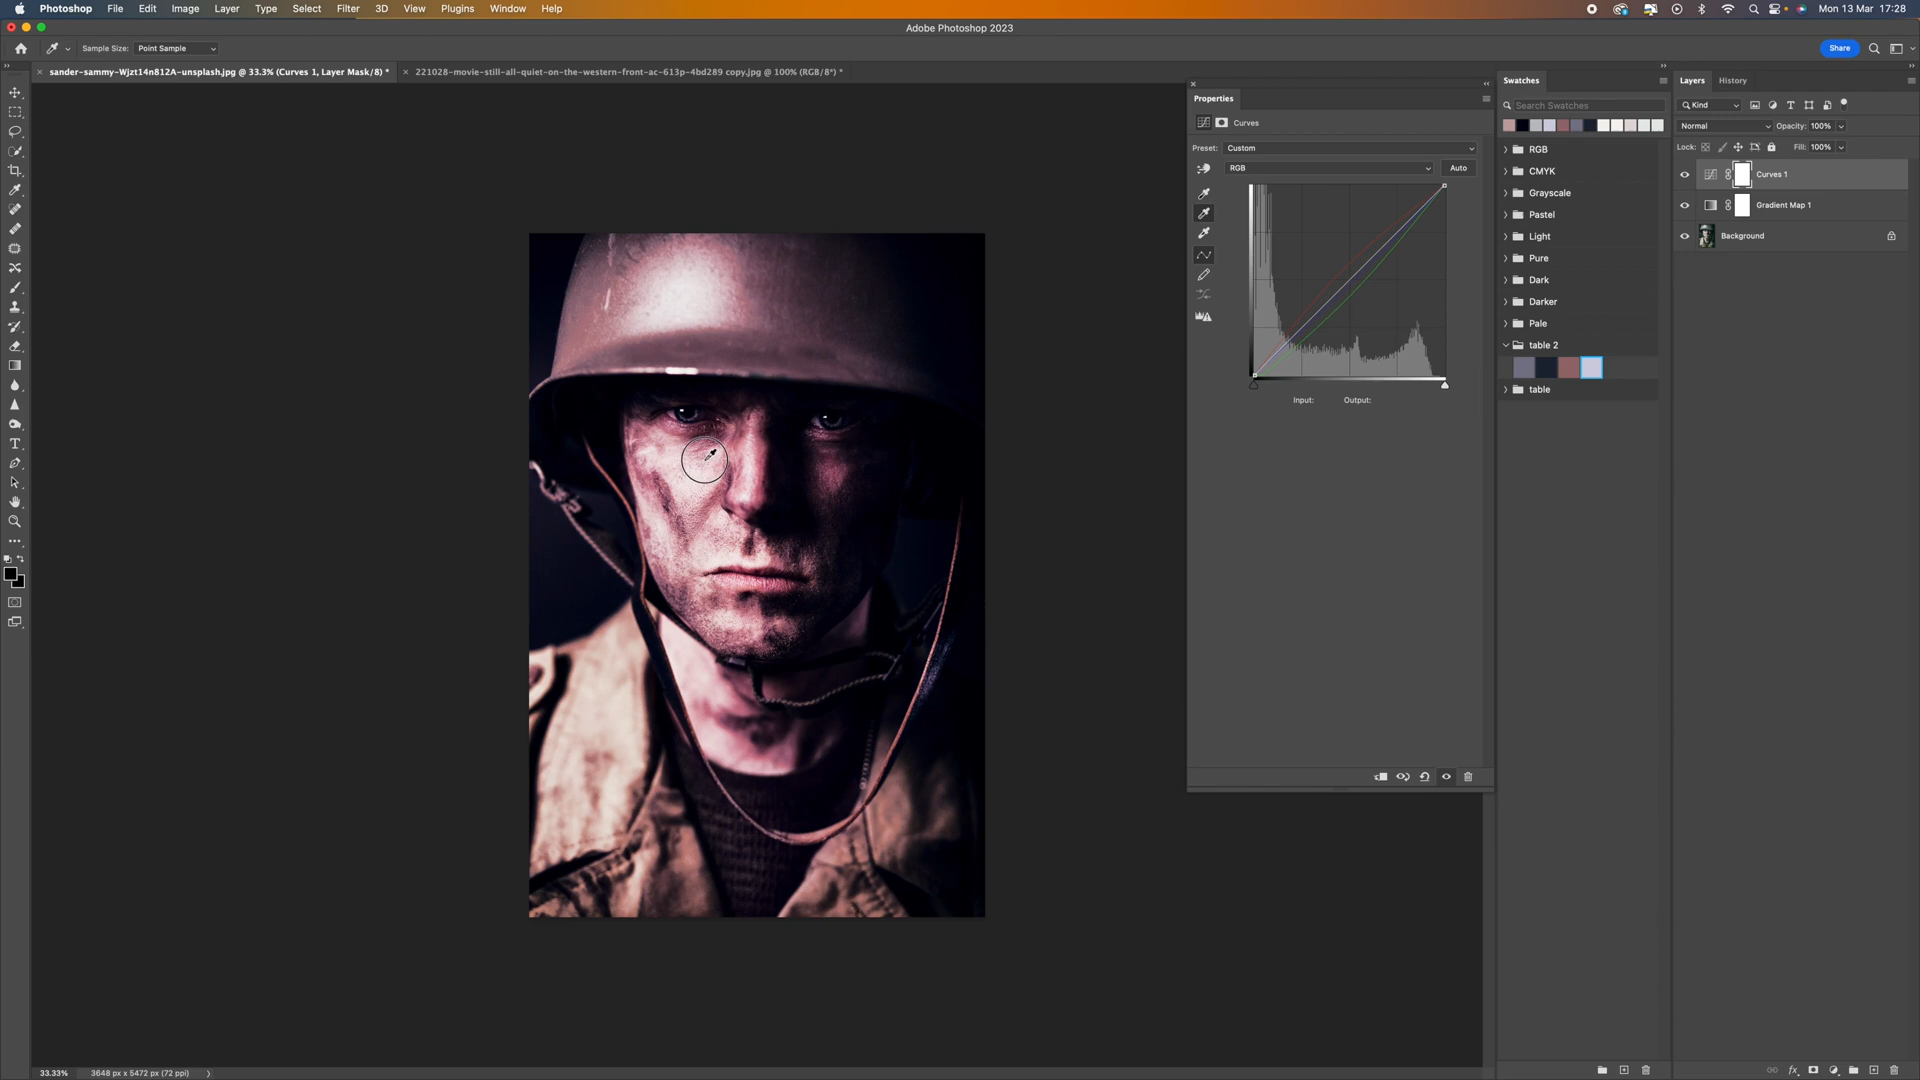 Photoshop File Edit Image Layer Type Select Filter 3D View Plugins Window Help Mon 13 Mar 17:28
Adobe Photoshop 2023
Sample Size: Point Sample Share
sander-sammy-Wjzt14n812A-unsplash.jpg @ 33.3% (Curves 1, Layer Mask/8) * 221028-movie-still-all-quiet-on-the-western-front-ac-613p-4bd289 copy.jpg @ 100% (RGB/8*) *
Properties
Curves
Preset: Custom
RGB Auto
Input: Output:
Swatches
Search Swatches
RGB
CMYK
Grayscale
Pastel
Light
Pure
Dark
Darker
Pale
table 2
table
Layers History
Kind
Normal Opacity: 100%
Lock: Fill: 100%
Curves 1
Gradient Map 1
Background
33.33% 3648 px x 5472 px (72 ppi)